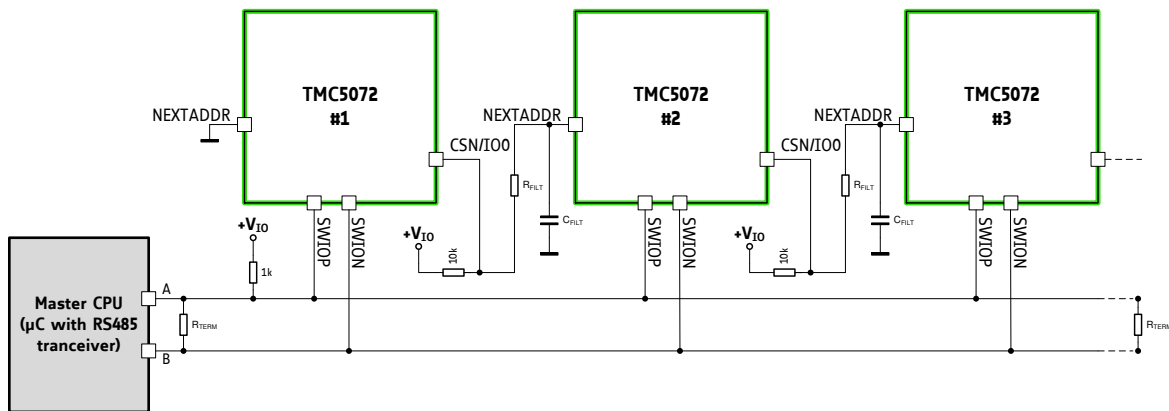 TMC5072
#1
TMC5072
#2
TMC5072
#3
NEXTADDR
NEXTADDR
NEXTADDR
CSN/IO0
CSN/IO0
RFILT
RFILT
CFILT
CFILT
SWIOP
SWION
SWIOP
SWION
SWIOP
SWION
+VIO
+VIO
+VIO
1k
10k
10k
Master CPU
(µC with RS485
tranceiver)
A
B
RTERM
RTERM